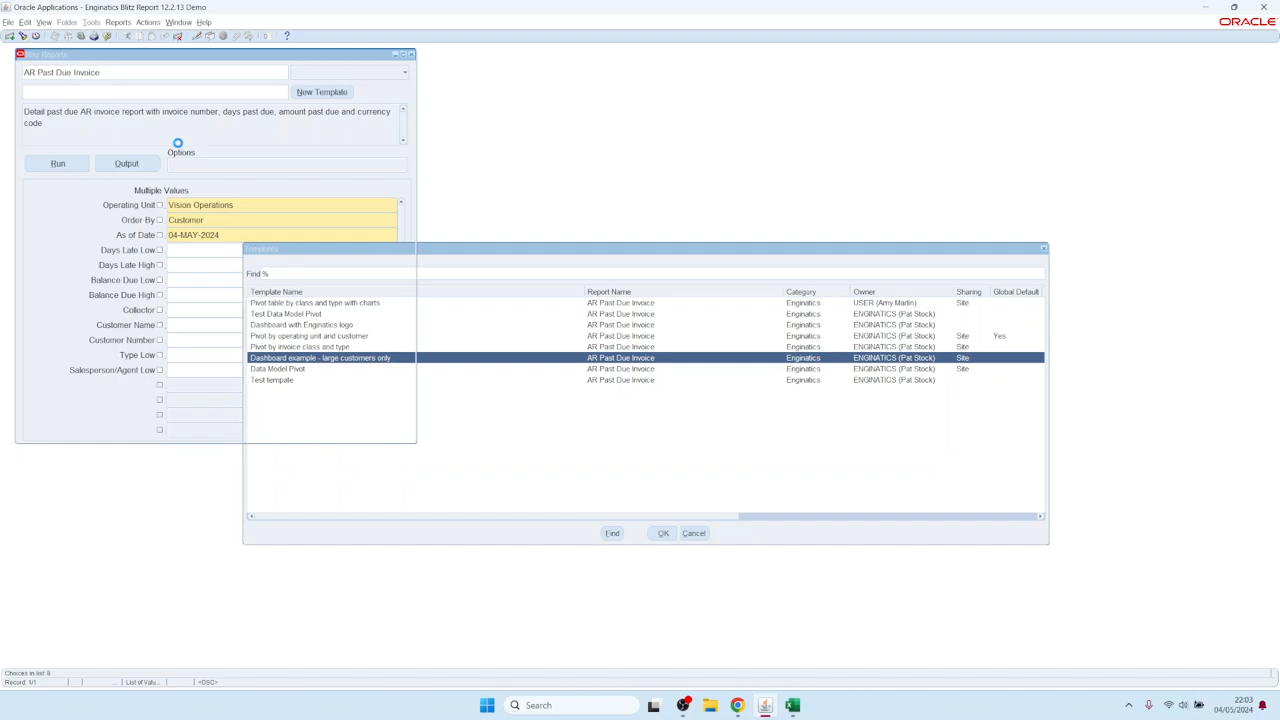 Oracle Applications - Enginatics Blitz Report 12.2.13 Demo
File Edit View Folder Tools Reports Actions Window Help
ORACLE
Blitz Reports
AR Past Due Invoice
New Template
Detail past due AR invoice report with invoice number, days past due, amount past due and currency
code
Options
Run Output
Multiple Values
Operating Unit Vision Operations
Order By Customer
As of Date 04-MAY-2024
Days Late Low
Days Late High
Balance Due Low
Balance Due High
Collector
Customer Name
Customer Number
Type Low
Salesperson/Agent Low
Templates
Find %
Template Name Report Name Category Owner Sharing Global Default
Pivot table by class and type with charts AR Past Due Invoice Enginatics USER (Amy Marlin) Site
Test Data Model Pivot AR Past Due Invoice Enginatics ENGINATICS (Pat Stock)
Dashboard with Enginatics logo AR Past Due Invoice Enginatics ENGINATICS (Pat Stock)
Pivot by operating unit and customer AR Past Due Invoice Enginatics ENGINATICS (Pat Stock) Site Yes
Pivot by invoice class and type AR Past Due Invoice Enginatics ENGINATICS (Pat Stock) Site
Dashboard example - large customers only AR Past Due Invoice Enginatics ENGINATICS (Pat Stock) Site
Data Model Pivot AR Past Due Invoice Enginatics ENGINATICS (Pat Stock) Site
Test tempate AR Past Due Invoice Enginatics ENGINATICS (Pat Stock)
Find OK Cancel
Choices in list: 8
Record: 1/1 ... List of Valu... <OSC>
Search
22:03
04/05/2024